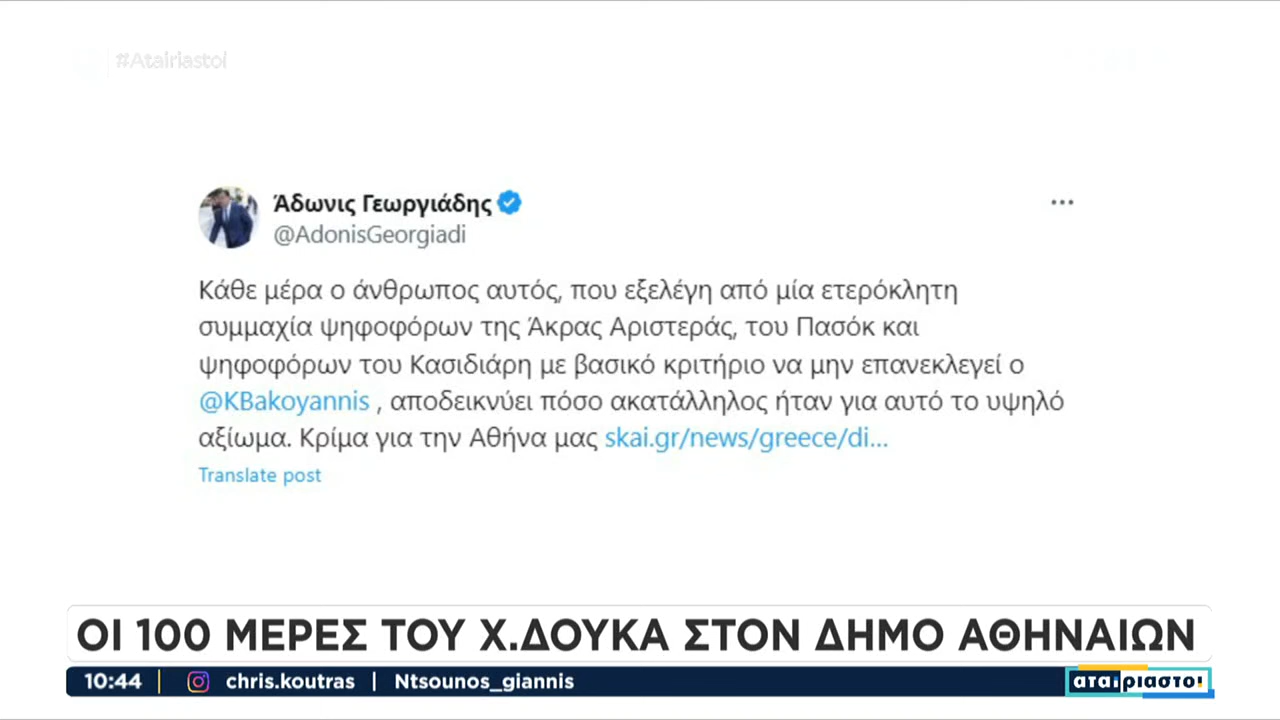 #Atairiastoi
Άδωνις Γεωργιάδης
@AdonisGeorgiadi
Κάθε μέρα ο άνθρωπος αυτός, που εξελέγη από μία ετερόκλητη
συμμαχία ψηφοφόρων της Άκρας Αριστεράς, του Πασόκ και
ψηφοφόρων του Κασιδιάρη με βασικό κριτήριο να μην επανεκλεγεί ο
@KBakoyannis , αποδεικνύει πόσο ακατάλληλος ήταν για αυτό το υψηλό
αξίωμα. Κρίμα για την Αθήνα μας skai.gr/news/greece/di...
Translate post
ΟΙ 100 ΜΕΡΕΣ ΤΟΥ Χ.ΔΟΥΚΑ ΣΤΟΝ ΔΗΜΟ ΑΘΗΝΑΙΩΝ
10:44 | chris.koutras | Ntsounos_giannis
αταιριαστοι